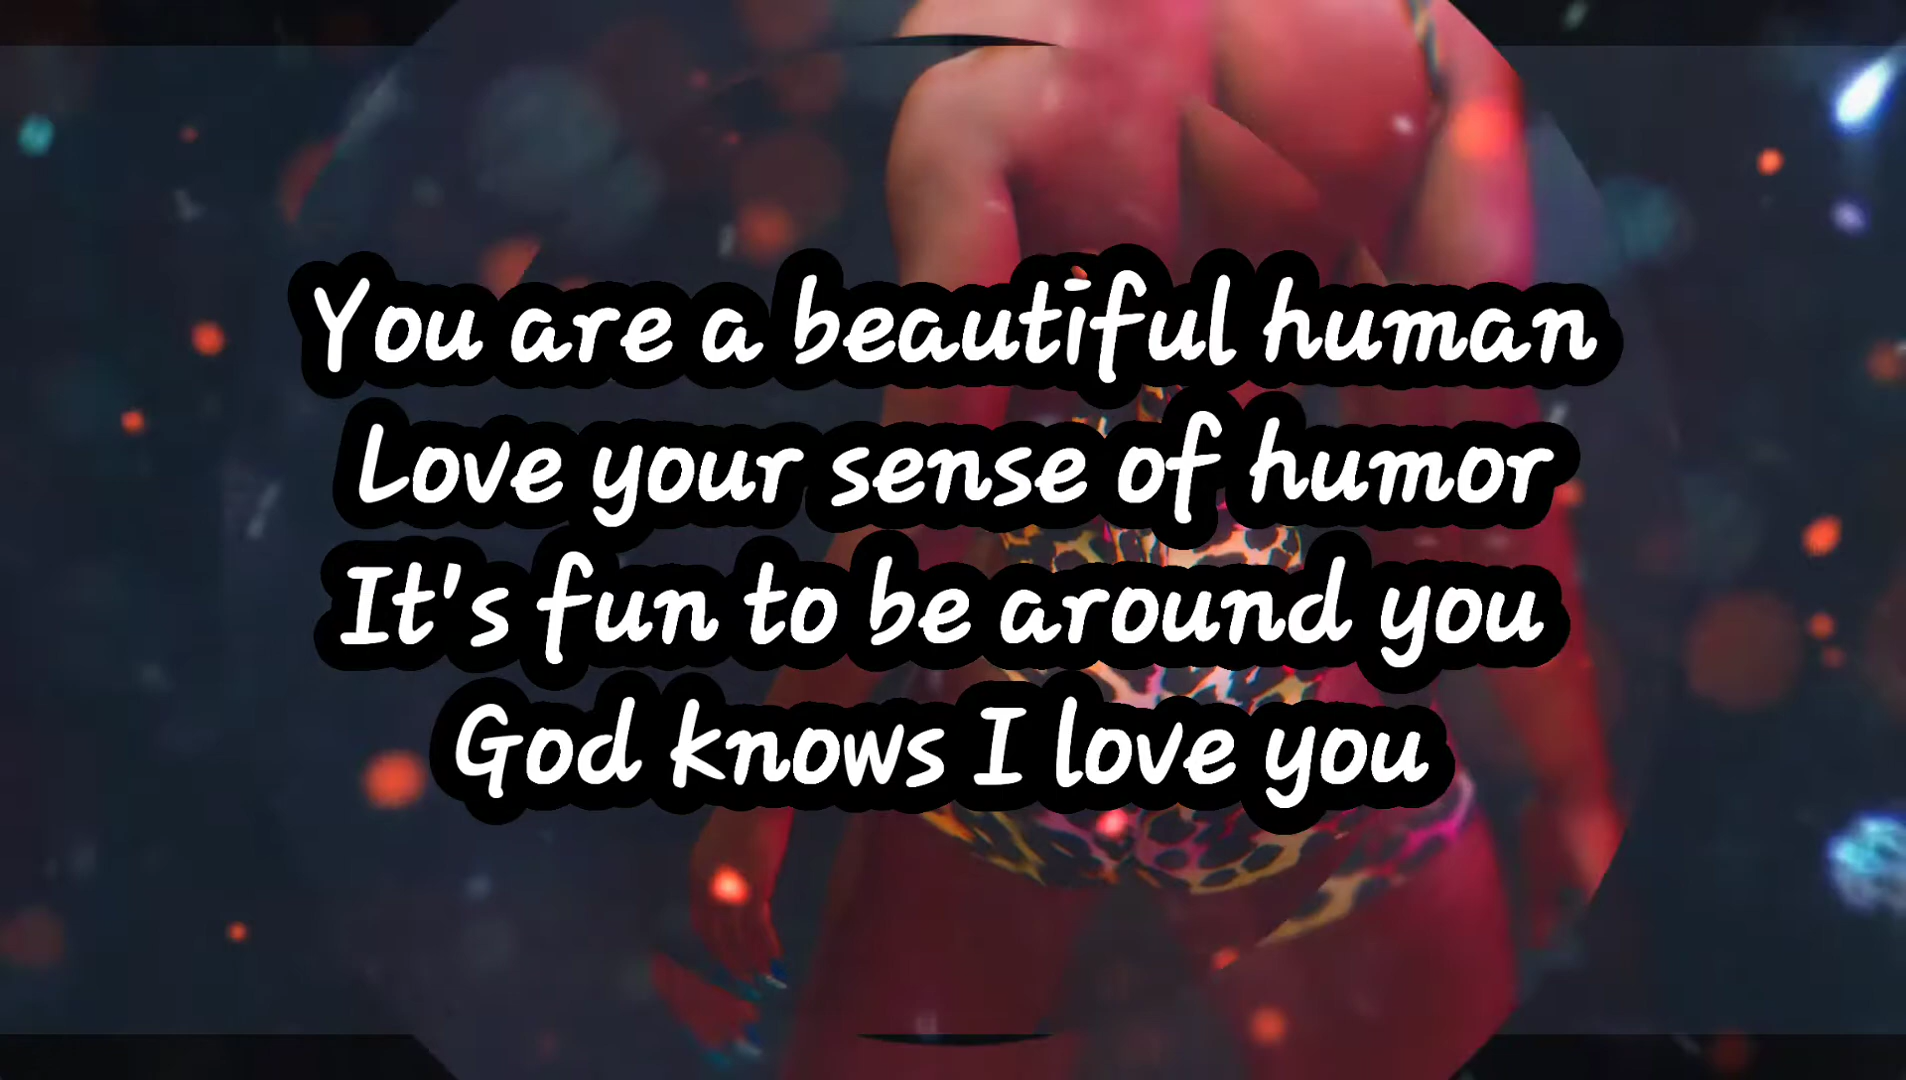 You are a beautiful human
Love your sense of humor
It's fun to be around you
God knows I love you